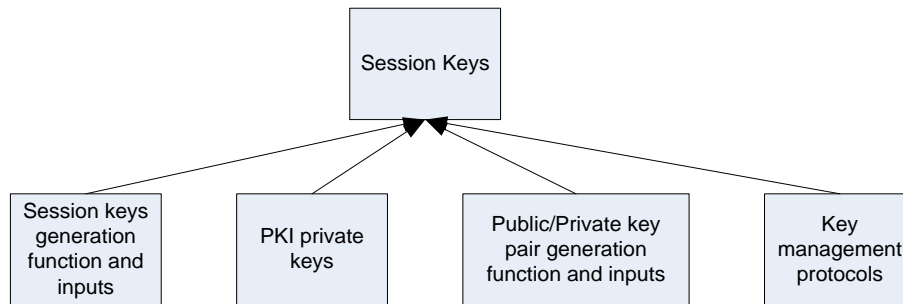 Session Keys
Session keys
generation
function and
inputs
PKI private
keys
Public/Private key
pair generation
function and inputs
Key
management
protocols